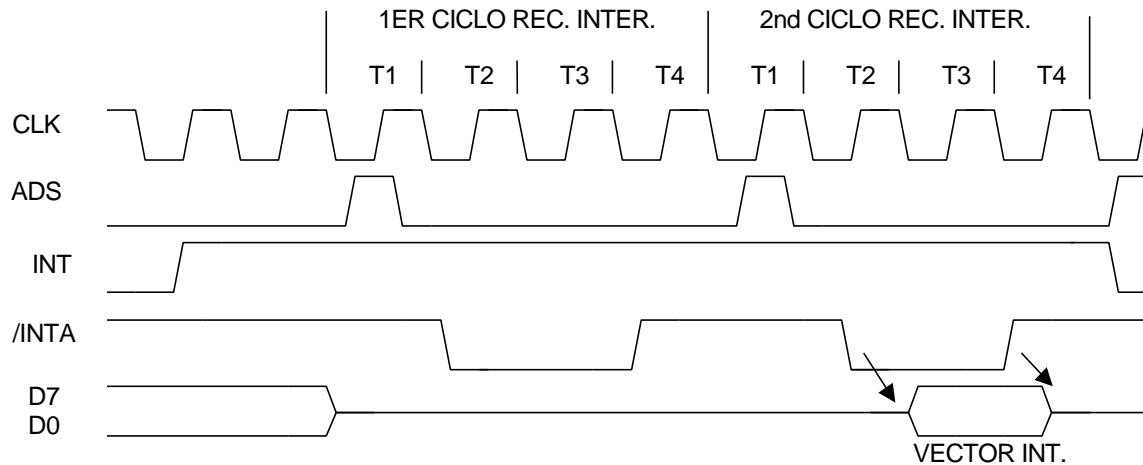 1ER CICLO REC. INTER. 2nd CICLO REC. INTER.
T1 T2 T3 T4 T1 T2 T3 T4
CLK
ADS
INT
/INTA
D7
D0
VECTOR INT.